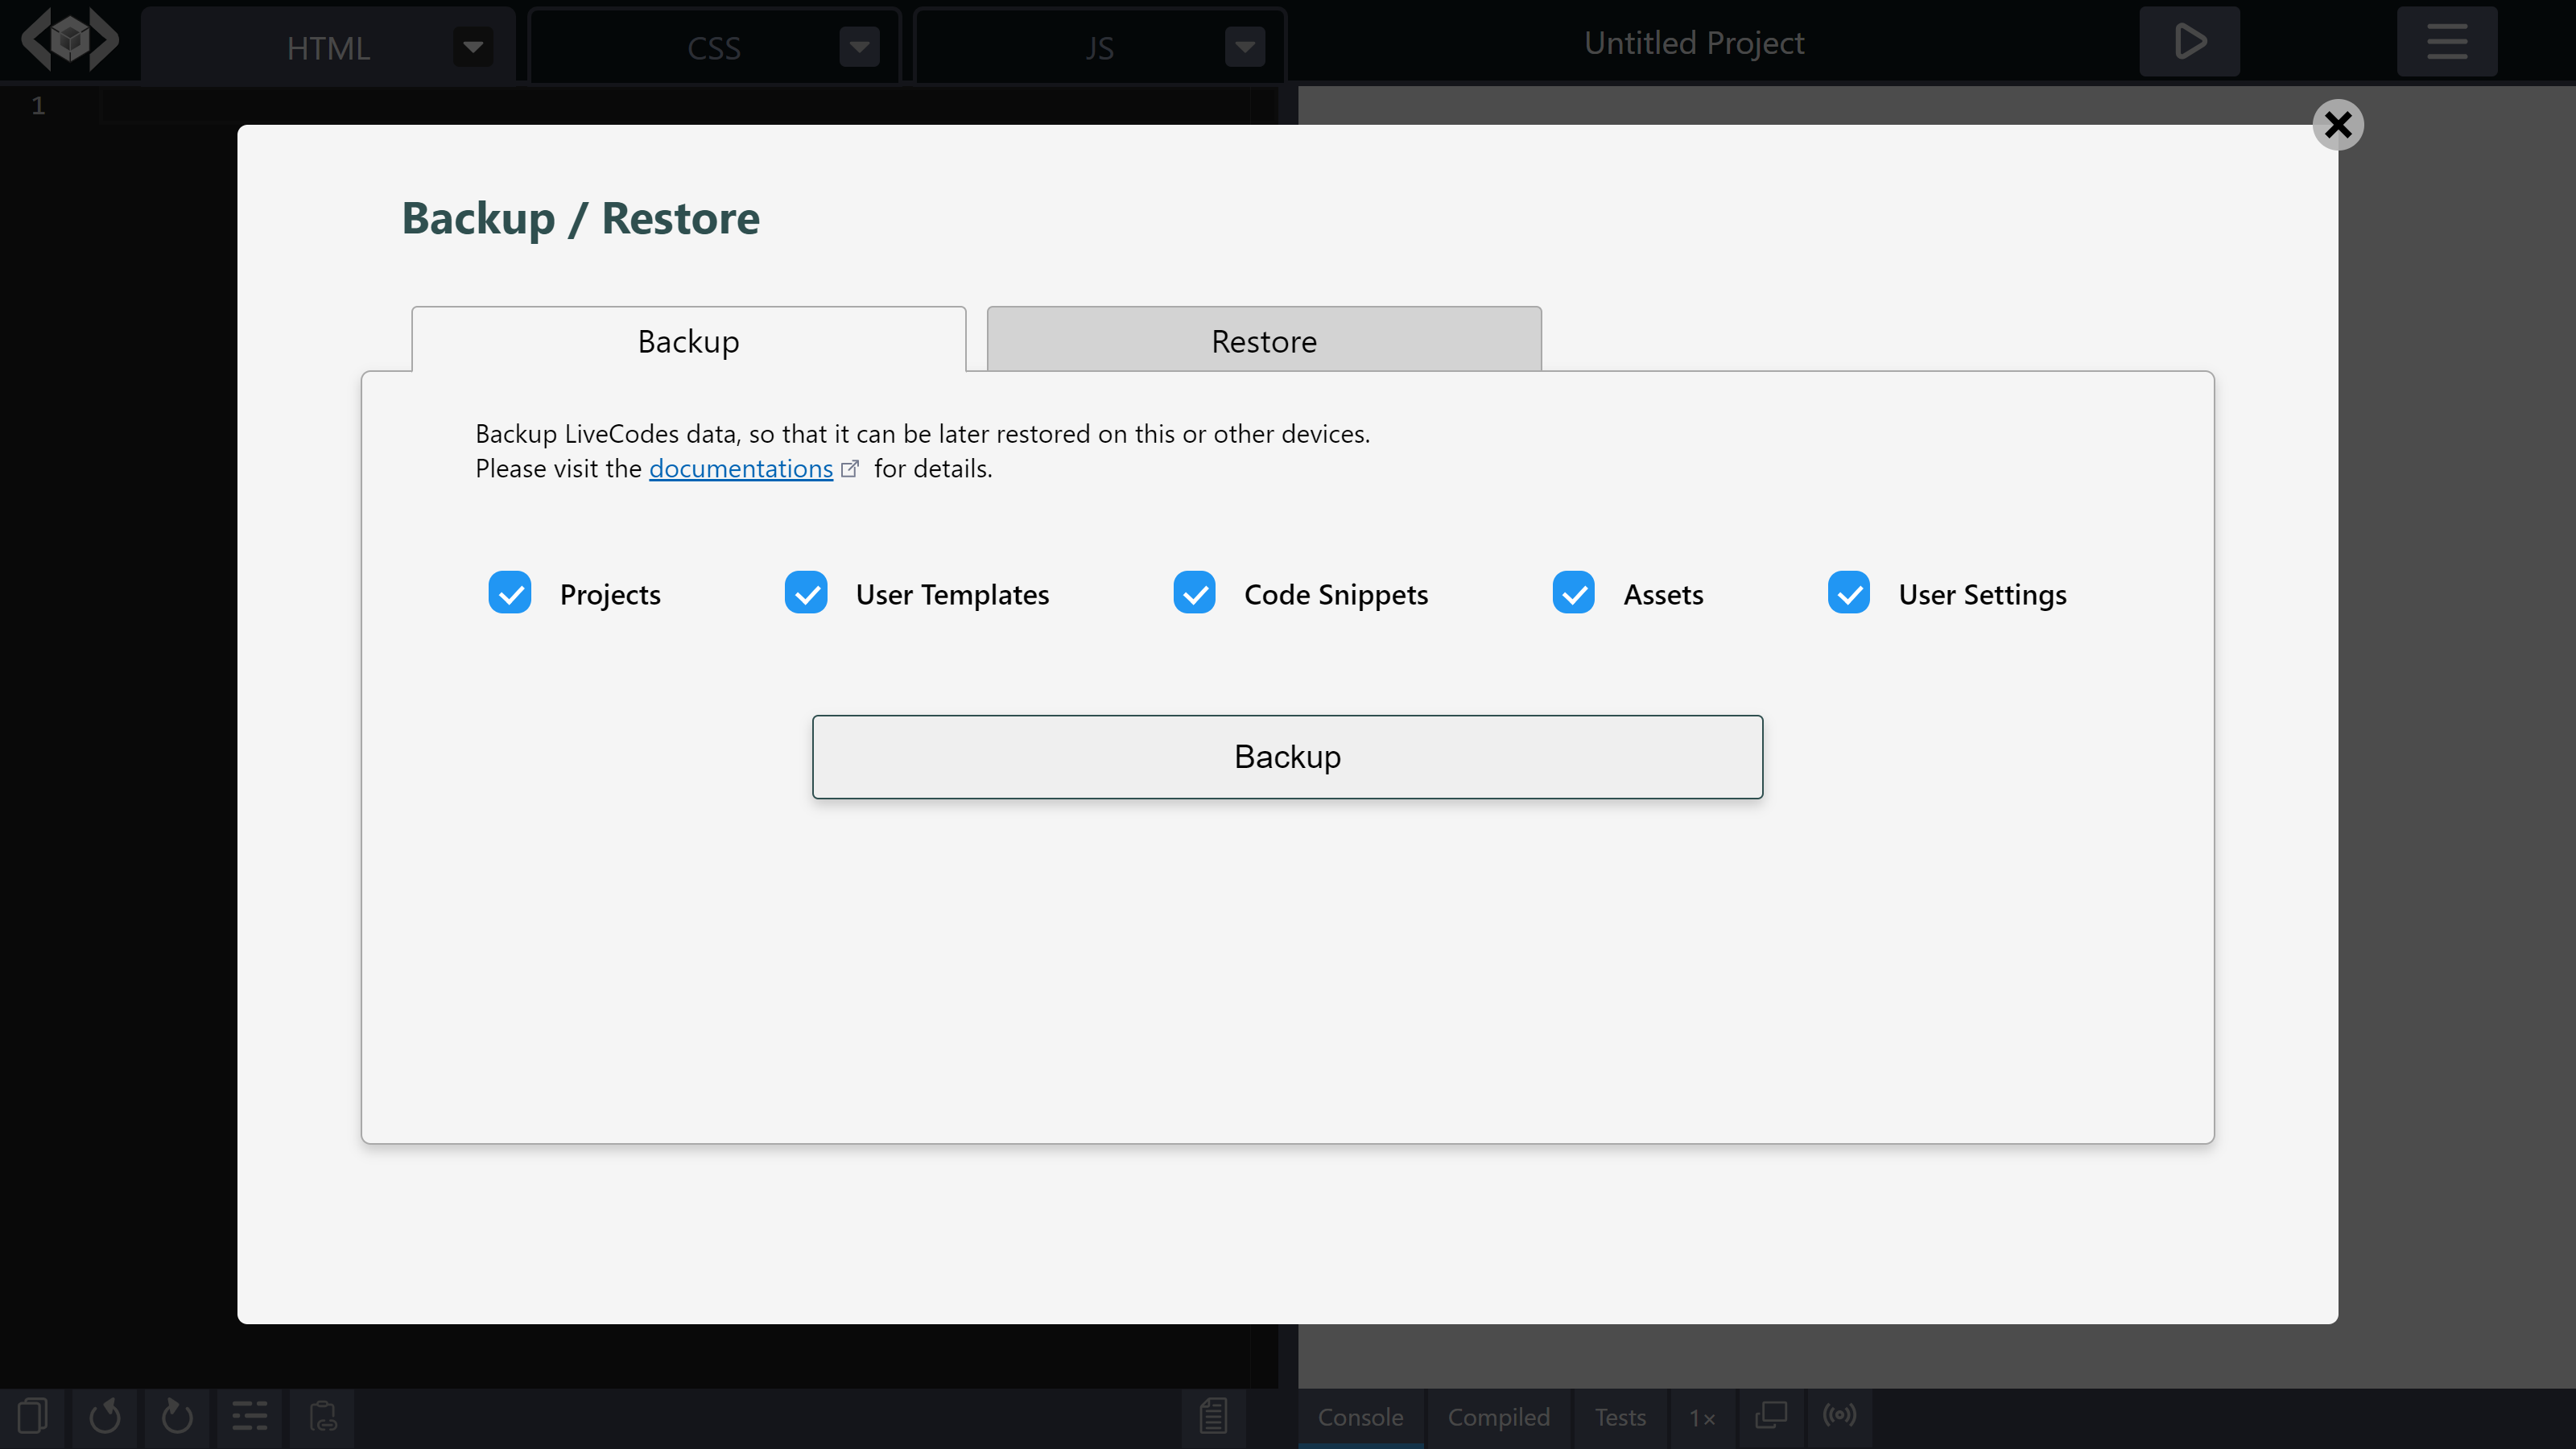 HTML
CSS
JS
Untitled Project
1
Backup / Restore
Backup
Restore
Backup LiveCodes data, so that it can be later restored on this or other devices.
Please visit the documentations for details.
Projects
User Templates
Code Snippets
Assets
User Settings
Backup
Console
Compiled
Tests
1×